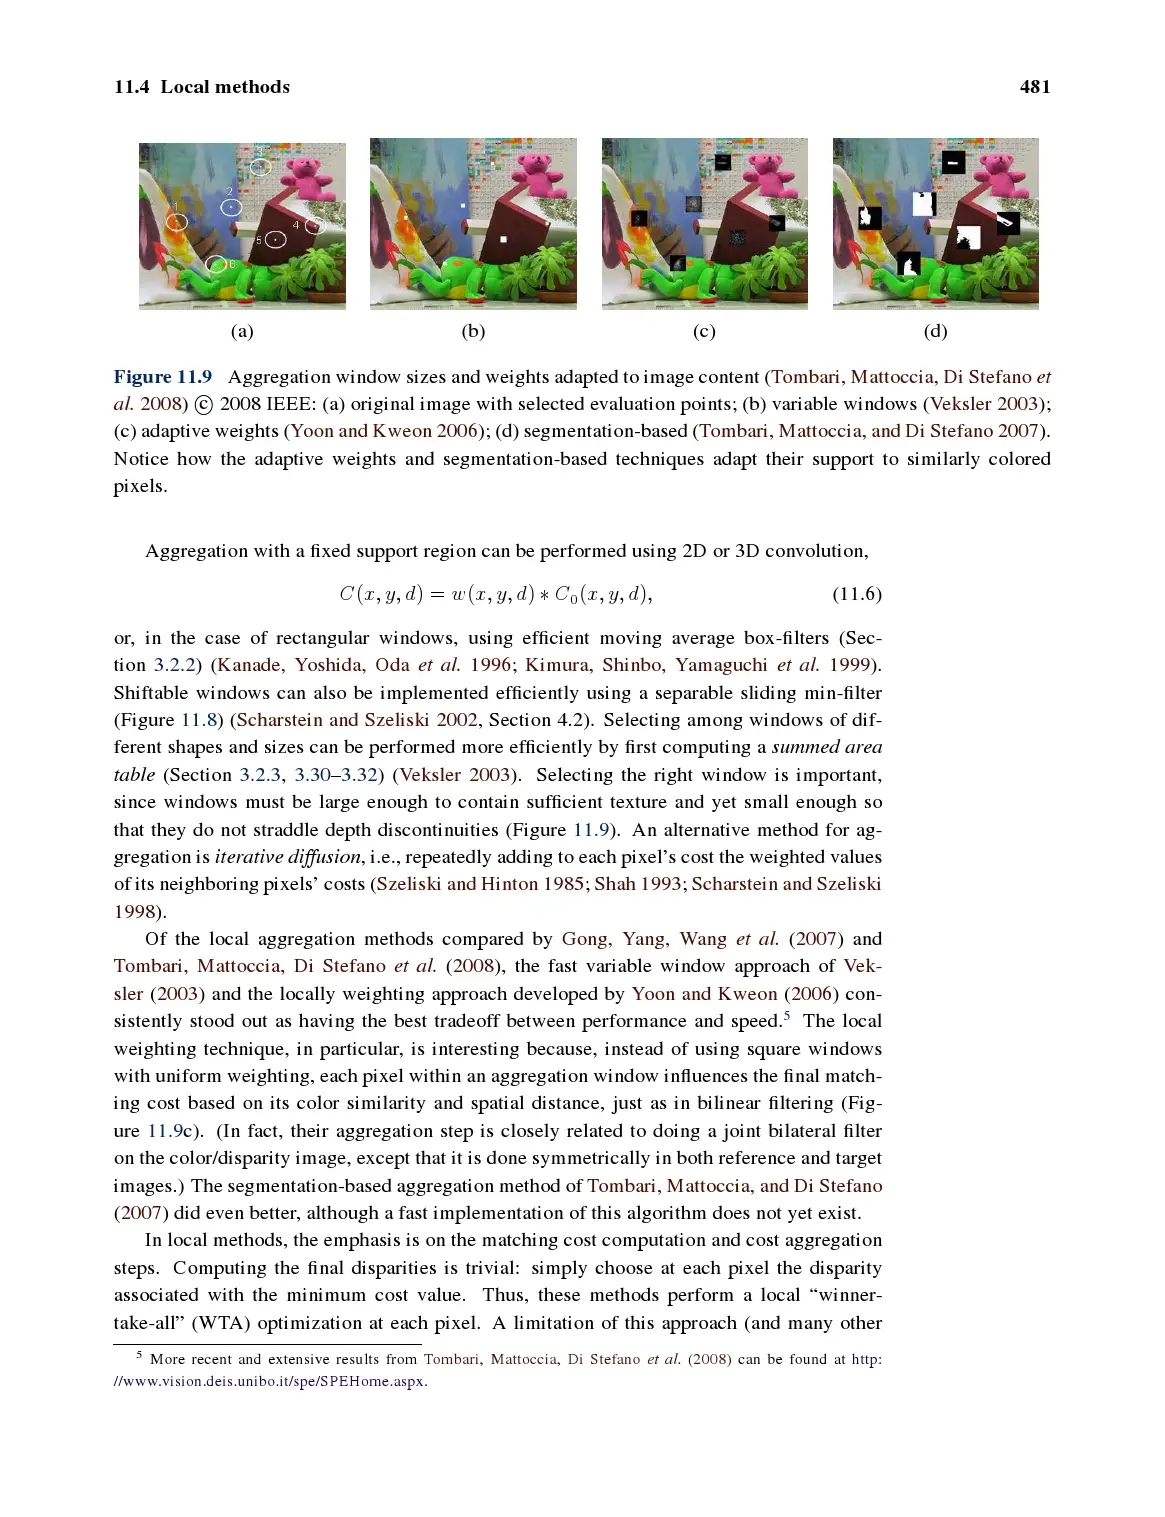 11.4 Local methods 481
1
2
3
4
5
6
(a) (b) (c) (d)
Figure 11.9 Aggregation window sizes and weights adapted to image content (Tombari, Mattoccia, Di Stefano et
al. 2008) © 2008 IEEE: (a) original image with selected evaluation points; (b) variable windows (Veksler 2003);
(c) adaptive weights (Yoon and Kweon 2006); (d) segmentation-based (Tombari, Mattoccia, and Di Stefano 2007).
Notice how the adaptive weights and segmentation-based techniques adapt their support to similarly colored
pixels.
Aggregation with a fixed support region can be performed using 2D or 3D convolution,
C(x, y, d) = w(x, y, d) ∗ C₀(x, y, d), (11.6)
or, in the case of rectangular windows, using efficient moving average box-filters (Sec-
tion 3.2.2) (Kanade, Yoshida, Oda et al. 1996; Kimura, Shinbo, Yamaguchi et al. 1999).
Shiftable windows can also be implemented efficiently using a separable sliding min-filter
(Figure 11.8) (Scharstein and Szeliski 2002, Section 4.2). Selecting among windows of dif-
ferent shapes and sizes can be performed more efficiently by first computing a summed area
table (Section 3.2.3, 3.30–3.32) (Veksler 2003). Selecting the right window is important,
since windows must be large enough to contain sufficient texture and yet small enough so
that they do not straddle depth discontinuities (Figure 11.9). An alternative method for ag-
gregation is iterative diffusion, i.e., repeatedly adding to each pixel's cost the weighted values
of its neighboring pixels' costs (Szeliski and Hinton 1985; Shah 1993; Scharstein and Szeliski
1998).
Of the local aggregation methods compared by Gong, Yang, Wang et al. (2007) and
Tombari, Mattoccia, Di Stefano et al. (2008), the fast variable window approach of Vek-
sler (2003) and the locally weighting approach developed by Yoon and Kweon (2006) con-
sistently stood out as having the best tradeoff between performance and speed.⁵ The local
weighting technique, in particular, is interesting because, instead of using square windows
with uniform weighting, each pixel within an aggregation window influences the final match-
ing cost based on its color similarity and spatial distance, just as in bilinear filtering (Fig-
ure 11.9c). (In fact, their aggregation step is closely related to doing a joint bilateral filter
on the color/disparity image, except that it is done symmetrically in both reference and target
images.) The segmentation-based aggregation method of Tombari, Mattoccia, and Di Stefano
(2007) did even better, although a fast implementation of this algorithm does not yet exist.
In local methods, the emphasis is on the matching cost computation and cost aggregation
steps. Computing the final disparities is trivial: simply choose at each pixel the disparity
associated with the minimum cost value. Thus, these methods perform a local “winner-
take-all” (WTA) optimization at each pixel. A limitation of this approach (and many other
⁵ More recent and extensive results from Tombari, Mattoccia, Di Stefano et al. (2008) can be found at http:
//www.vision.deis.unibo.it/spe/SPEHome.aspx.